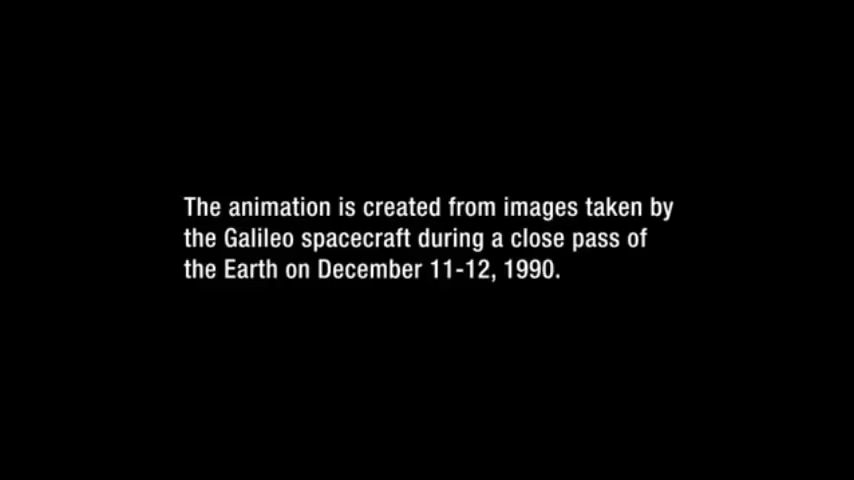 The animation is created from images taken by
the Galileo spacecraft during a close pass of
the Earth on December 11-12, 1990.